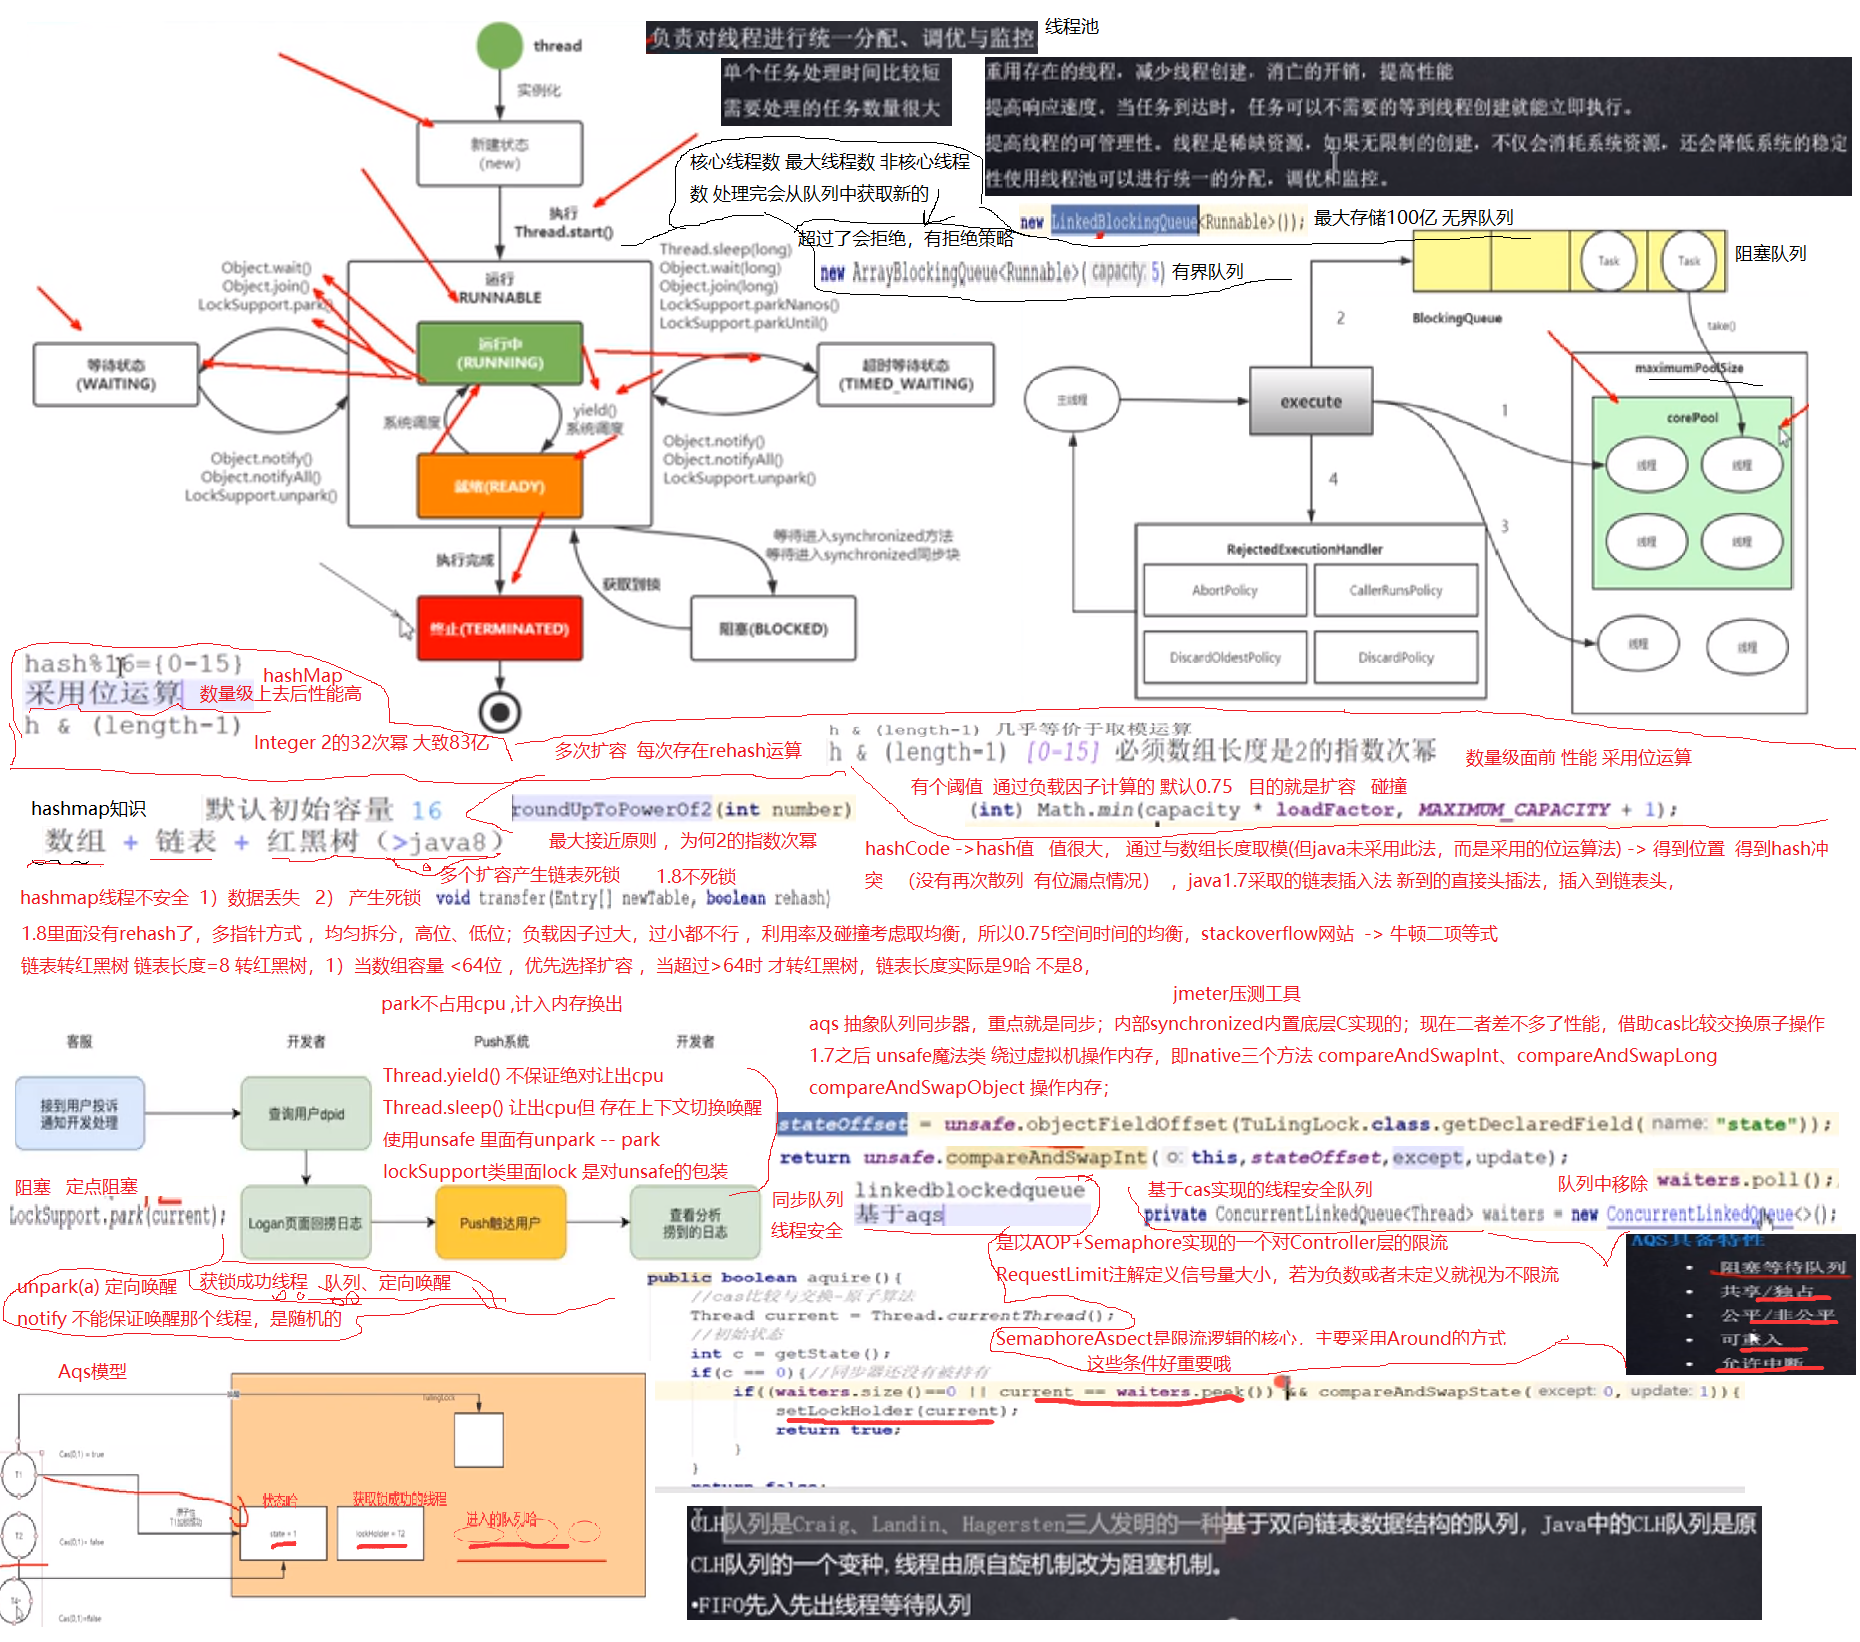 thread
实例化
新建状态
(new)
执行
Thread.start()
Object.wait()
Object.join()
LockSupport.park()
运行
RUNNABLE
Thread.sleep(long)
Object.wait(long)
Object.join(long)
LockSupport.parkNanos()
LockSupport.parkUntil()
等待状态
(WAITING)
运行中
(RUNNING)
超时等待状态
(TIMED_WAITING)
系统调度
yield()
系统调度
Object.notify()
Object.notifyAll()
LockSupport.unpark()
就绪(READY)
Object.notify()
Object.notifyAll()
LockSupport.unpark()
执行完成
等待进入synchronized方法
等待进入synchronized同步块
获取到锁
终止(TERMINATED)
阻塞(BLOCKED)
负责对线程进行统一分配、调优与监控
线程池
单个任务处理时间比较短
需要处理的任务数量很大
重用存在的线程，减少线程创建，消亡的开销，提高性能
提高响应速度。当任务到达时，任务可以不需要的等到线程创建就能立即执行。
提高线程的可管理性。线程是稀缺资源，如果无限制的创建，不仅会消耗系统资源，还会降低系统的稳定
性使用线程池可以进行统一的分配，调优和监控。
核心线程数 最大线程数 非核心线程
数 处理完会从队列中获取新的
超过了会拒绝，有拒绝策略
new LinkedBlockingQueue<Runnable>());
最大存储100亿 无界队列
new ArrayBlockingQueue<Runnable>( capacity: 5)
有界队列
Task
Task
阻塞队列
BlockingQueue
take()
2
maximumPoolSize
主线程
execute
1
corePool
线程
线程
线程
线程
4
3
RejectedExecutionHandler
AbortPolicy
CallerRunsPolicy
DiscardOldestPolicy
DiscardPolicy
线程
线程
hash%16={0-15}
hashMap
采用位运算
数量级上去后性能高
h & (length-1)
Integer 2的32次幂 大致83亿
多次扩容 每次存在rehash运算
h & (length-1) 几乎等价于取模运算
h & (length-1) [0-15] 必须数组长度是2的指数次幂
数量级面前 性能 采用位运算
有个阈值 通过负载因子计算的 默认0.75 目的就是扩容 碰撞
(int) Math.min(capacity * loadFactor, MAXIMUM_CAPACITY + 1);
hashmap知识
默认初始容量 16
数组 + 链表 + 红黑树（>java8）
roundUpToPowerOf2(int number)
最大接近原则 ，为何2的指数次幂
多个扩容产生链表死锁
1.8不死锁
hashCode ->hash值 值很大， 通过与数组长度取模(但java未采用此法，而是采用的位运算法) -> 得到位置 得到hash冲
突 （没有再次散列 有位漏点情况） ，java1.7采取的链表插入法 新到的直接头插法，插入到链表头，
hashmap线程不安全 1）数据丢失 2） 产生死锁
void transfer(Entry[] newTable, boolean rehash)
1.8里面没有rehash了，多指针方式 ，均匀拆分，高位、低位；负载因子过大，过小都不行 ，利用率及碰撞考虑取均衡，所以0.75f空间时间的均衡，stackoverflow网站 -> 牛顿二项等式
链表转红黑树 链表长度=8 转红黑树，1）当数组容量 <64位 ，优先选择扩容 ，当超过>64时 才转红黑树，链表长度实际是9哈 不是8，
park不占用cpu ,计入内存换出
jmeter压测工具
aqs 抽象队列同步器，重点就是同步；内部synchronized内置底层C实现的；现在二者差不多了性能，借助cas比较交换原子操作
1.7之后 unsafe魔法类 绕过虚拟机操作内存，即native三个方法 compareAndSwapInt、compareAndSwapLong
compareAndSwapObject 操作内存；
客服
开发者
Push系统
开发者
接到用户投诉
通知开发处理
查询用户dpid
Thread.yield() 不保证绝对让出cpu
Thread.sleep() 让出cpu但 存在上下文切换唤醒
使用unsafe 里面有unpark -- park
lockSupport类里面lock 是对unsafe的包装
stateOffset = unsafe.objectFieldOffset(TuLingLock.class.getDeclaredField( name: "state"));
return unsafe.compareAndSwapInt( o: this,stateOffset,except,update);
阻塞 定点阻塞
LockSupport.park(current);
Logan页面回捞日志
Push触达用户
查看分析
捞到的日志
同步队列
线程安全
linkedblockedqueue
基于aqs
基于cas实现的线程安全队列
队列中移除
waiters.poll();
private ConcurrentLinkedQueue<Thread> waiters = new ConcurrentLinkedQueue<>();
unpark(a) 定向唤醒
获锁成功线程 、队列、定向唤醒
notify 不能保证唤醒那个线程，是随机的
是以AOP+Semaphore实现的一个对Controller层的限流
RequestLimit注解定义信号量大小，若为负数或者未定义就视为不限流
AQS具备特性
• 阻塞等待队列
• 共享/独占
• 公平/非公平
• 可重入
• 允许中断
public boolean aquire(){
//cas比较与交换-原子算法
Thread current = Thread.currentThread();
//初始状态
int c = getState();
if(c == 0){//同步器还没有被持有
if((waiters.size()==0 || current == waiters.peek()) && compareAndSwapState( except: 0, update: 1)){
setLockHolder(current);
return true;
}
}
return false;
SemaphoreAspect是限流逻辑的核心，主要采用Around的方式
这些条件好重要哦
Aqs模型
TulingLock
Cas(0,1) = true
T1
状态哈
获取锁成功的线程
进入的队列哈
state = 1
lockHolder = T2
T2
Cas(0,1)= false
Cas(0,1)=false
CLH队列是Craig、Landin、Hagersten三人发明的一种基于双向链表数据结构的队列，Java中的CLH队列是原
CLH队列的一个变种,线程由原自旋机制改为阻塞机制。
•FIFO先入先出线程等待队列